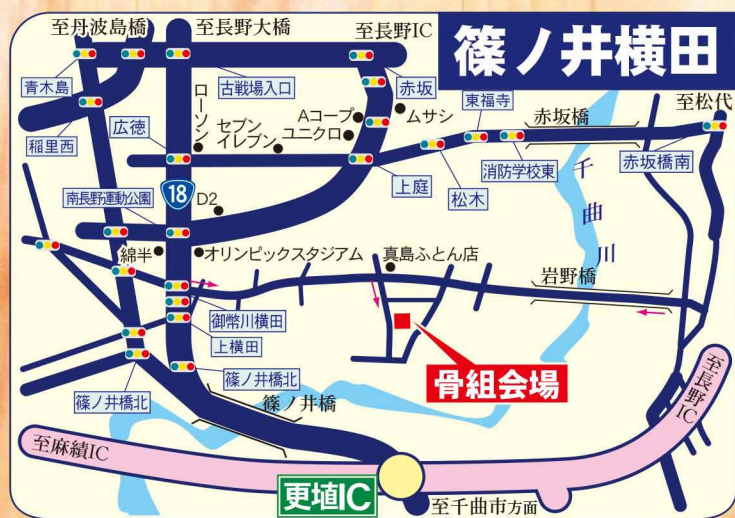 篠ノ井横田
至丹波島橋
至長野大橋
至長野IC
至松代
青木島
古戦場入口
赤坂
稲里西
広徳
ローソン
セブン
イレブン
Aコープ
ユニクロ
ムサシ
東福寺
赤坂橋
消防学校東
赤坂橋南
上庭
松木
千曲川
南長野運動公園
18
D2
綿半
オリンピックスタジアム
真島ふとん店
岩野橋
御幣川横田
上横田
篠ノ井橋北
篠ノ井橋北
篠ノ井橋
骨組会場
至長野IC
至麻績IC
更埴IC
至千曲市方面